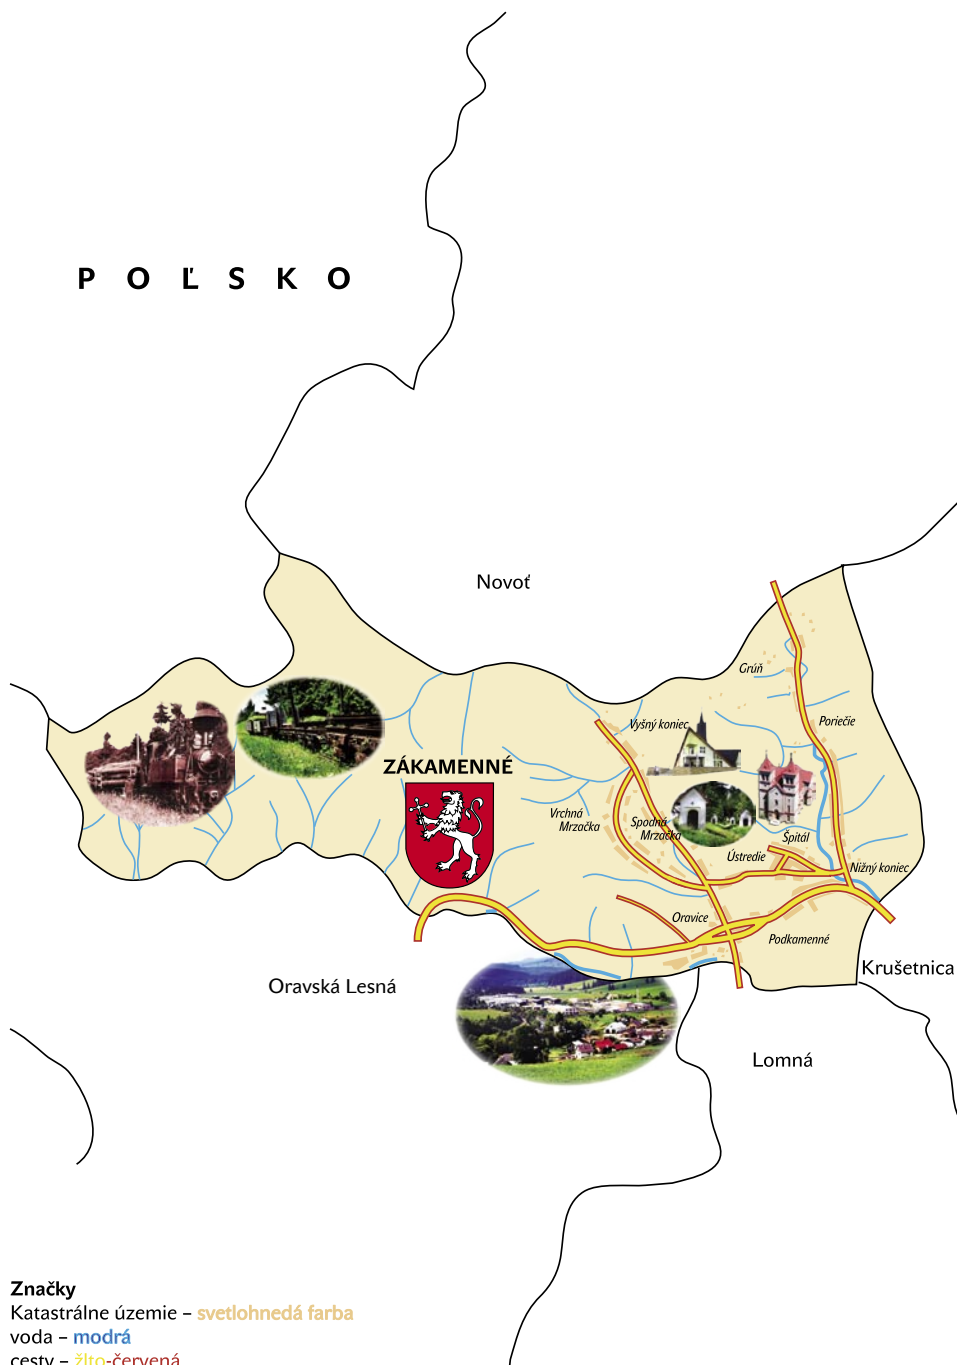 POĽSKO
Novoť
Grúň
Poriečie
Vyšný koniec
ZÁKAMENNÉ
Vrchná
Mrzačka
Spodná
Mrzačka
Špitál
Ústredie
Nižný koniec
Oravice
Podkamenné
Krušetnica
Oravská Lesná
Lomná
Značky
Katastrálne územie – svetlohnedá farba
voda – modrá
cesty – žlto-červená